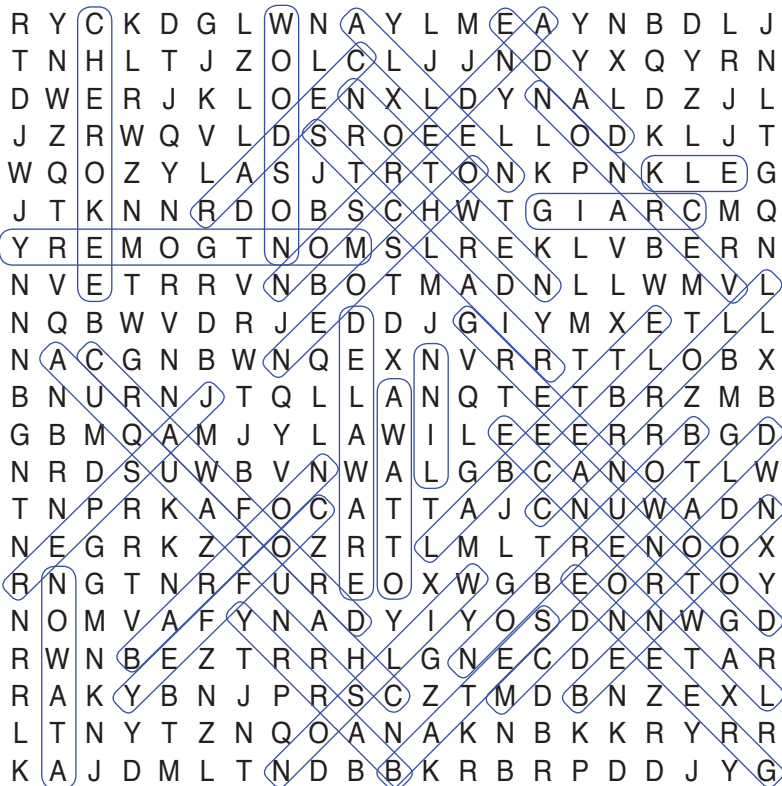 R Y C K D G L W N A Y L M E A Y N B D L J
T N H L T J Z O L C L J J N D Y X Q Y R N
D W E R J K L O E N X L D Y N A L D Z J L
J Z R W Q V L D S R O E E L L O D K L J T
W Q O Z Y L A S J T R T O N K P N K L E G
J T K N N R D O B S C H W T G I A R C M Q
Y R E M O G T N O M S L R E K L V B E R N
N V E T R R V N B O T M A D N L L W M V L
N Q B W V D R J E D D J G I Y M X E T L L
N A C G N B W N Q E X N V R R T T L O B X
B N U R N J T Q L L A N Q T E T B R Z M B
G B M Q A M J Y L A W I L E E E R R B G D
N R D S U W B V N W A L G B C A N O T L W
T N P R K A F O C A T T A J C N U W A D N
N E G R K Z T O Z R T L M L T R E N O O X
R N G T N R F U R E O X W G B E O R T O Y
N O M V A F Y N A D Y I Y O S D N N W G D
R W N B E Z T R R H L G N E C D E E T A R
R A K Y B N J P R S C Z T M D B N Z E X L
L T N Y T Z N Q O A N A K N B K K R Y R R
K A J D M L T N D B B K R B R P D D J Y G